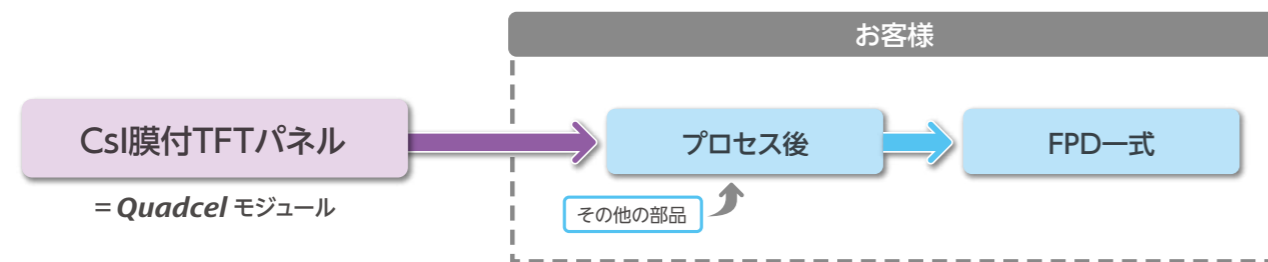 お客様
CsI膜付TFTパネル
プロセス後
FPD一式
= Quadcel モジュール
その他の部品